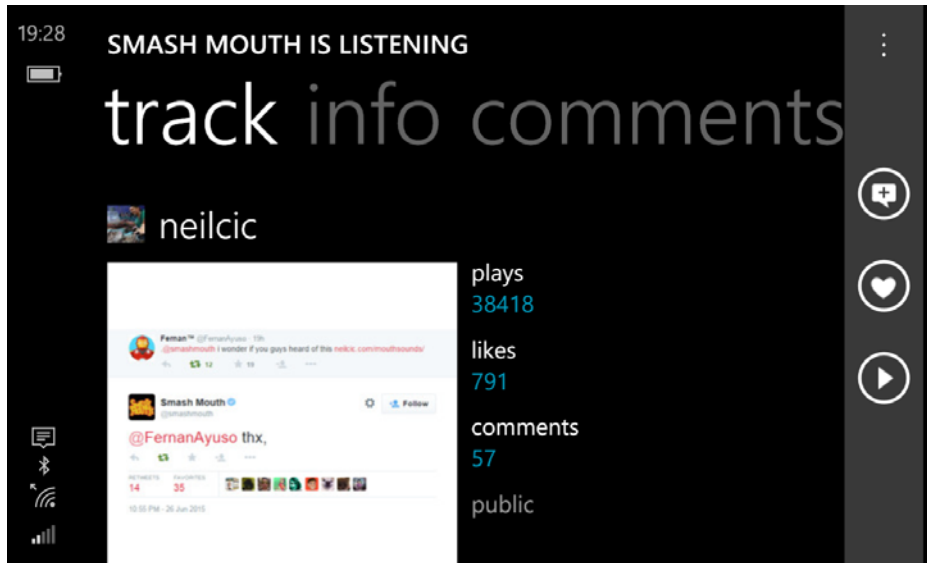 19:28
SMASH MOUTH IS LISTENING
track info comments
neilcic
Fernan™ @FernanAyuso · 19h
.@smashmouth i wonder if you guys heard of this neilcic.com/mouthsounds/
12 19
Smash Mouth
@smashmouth
Follow
@FernanAyuso thx,
RETWEETS FAVORITES
14 35
10:55 PM - 26 Jun 2015
plays
38418
likes
791
comments
57
public